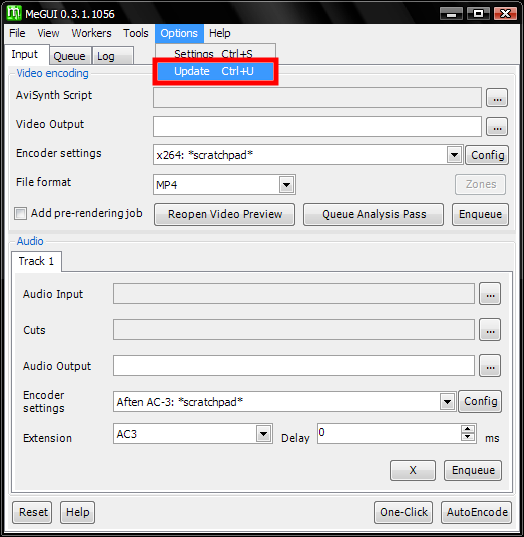 MeGUI 0.3.1.1056
File View Workers Tools Options Help
Settings Ctrl+S
Update Ctrl+U
Input Queue Log
Video encoding
AviSynth Script ...
Video Output ...
Encoder settings x264: *scratchpad* Config
File format MP4 Zones
Add pre-rendering job Reopen Video Preview Queue Analysis Pass Enqueue
Audio
Track 1
Audio Input ...
Cuts ...
Audio Output ...
Encoder settings Aften AC-3: *scratchpad* Config
Extension AC3 Delay 0 ms
X Enqueue
Reset Help One-Click AutoEncode